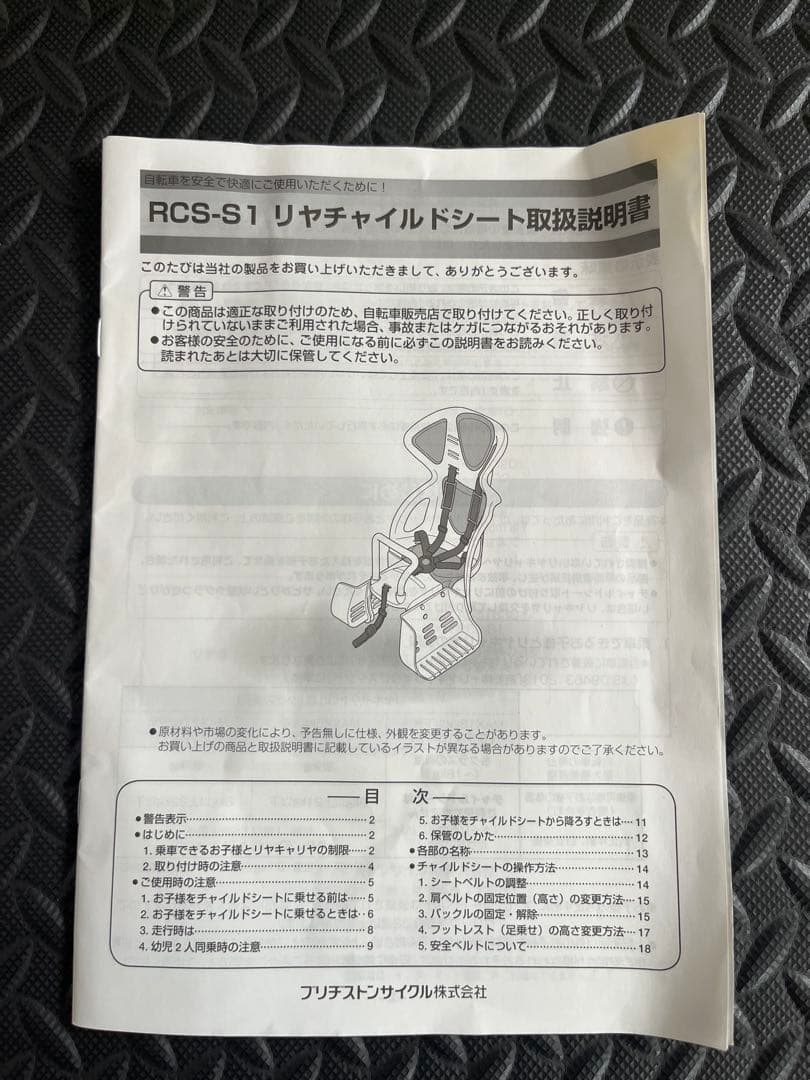 自転車を安全で快適にご使用いただくために！
RCS-S1 リヤチャイルドシート取扱説明書
このたびは当社の製品をお買い上げいただきまして、ありがとうございます。
⚠ 警告
●この商品は適正な取り付けのため、自転車販売店で取り付けてください。正しく取り付
けられていないままご利用された場合、事故またはケガにつながるおそれがあります。
●お客様の安全のために、ご使用になる前に必ずこの説明書をお読みください。
読まれたあとは大切に保管してください。
●原材料や市場の変化により、予告無しに仕様、外観を変更することがあります。
お買い上げの商品と取扱説明書に記載しているイラストが異なる場合がありますのでご了承ください。
目 次
●警告表示 2
●はじめに 2
1. 乗車できるお子様とリヤキャリヤの制限 2
2. 取り付け時の注意 4
●ご使用時の注意 5
1. お子様をチャイルドシートに乗せる前は 5
2. お子様をチャイルドシートに乗せるときは 6
3. 走行時は 8
4. 幼児2人同乗時の注意 9
5. お子様をチャイルドシートから降ろすときは 11
6. 保管のしかた 12
●各部の名称 13
●チャイルドシートの操作方法 14
1. シートベルトの調整 14
2. 肩ベルトの固定位置（高さ）の変更方法 15
3. バックルの固定・解除 15
4. フットレスト（足乗せ）の高さ変更方法 17
5. 安全ベルトについて 18
ブリヂストンサイクル株式会社